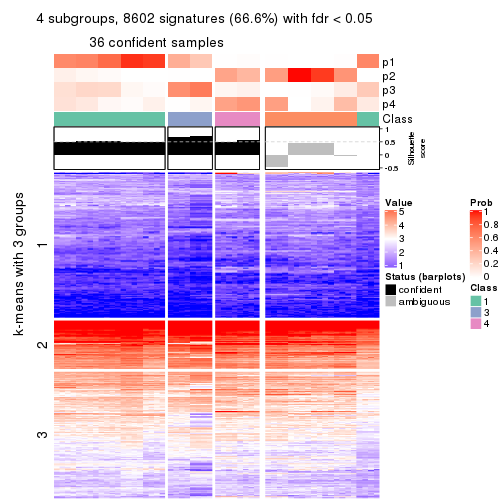 4 subgroups, 8602 signatures (66.6%) with fdr < 0.05
36 confident samples
p1
p2
p3
p4
Class
1
0.5
0
-0.5
Silhouette
score
k-means with 3 groups
1
2
3
Value
5
4
3
2
1
Status (barplots)
confident
ambiguous
Prob
1
0.8
0.6
0.4
0.2
0
Class
1
3
4